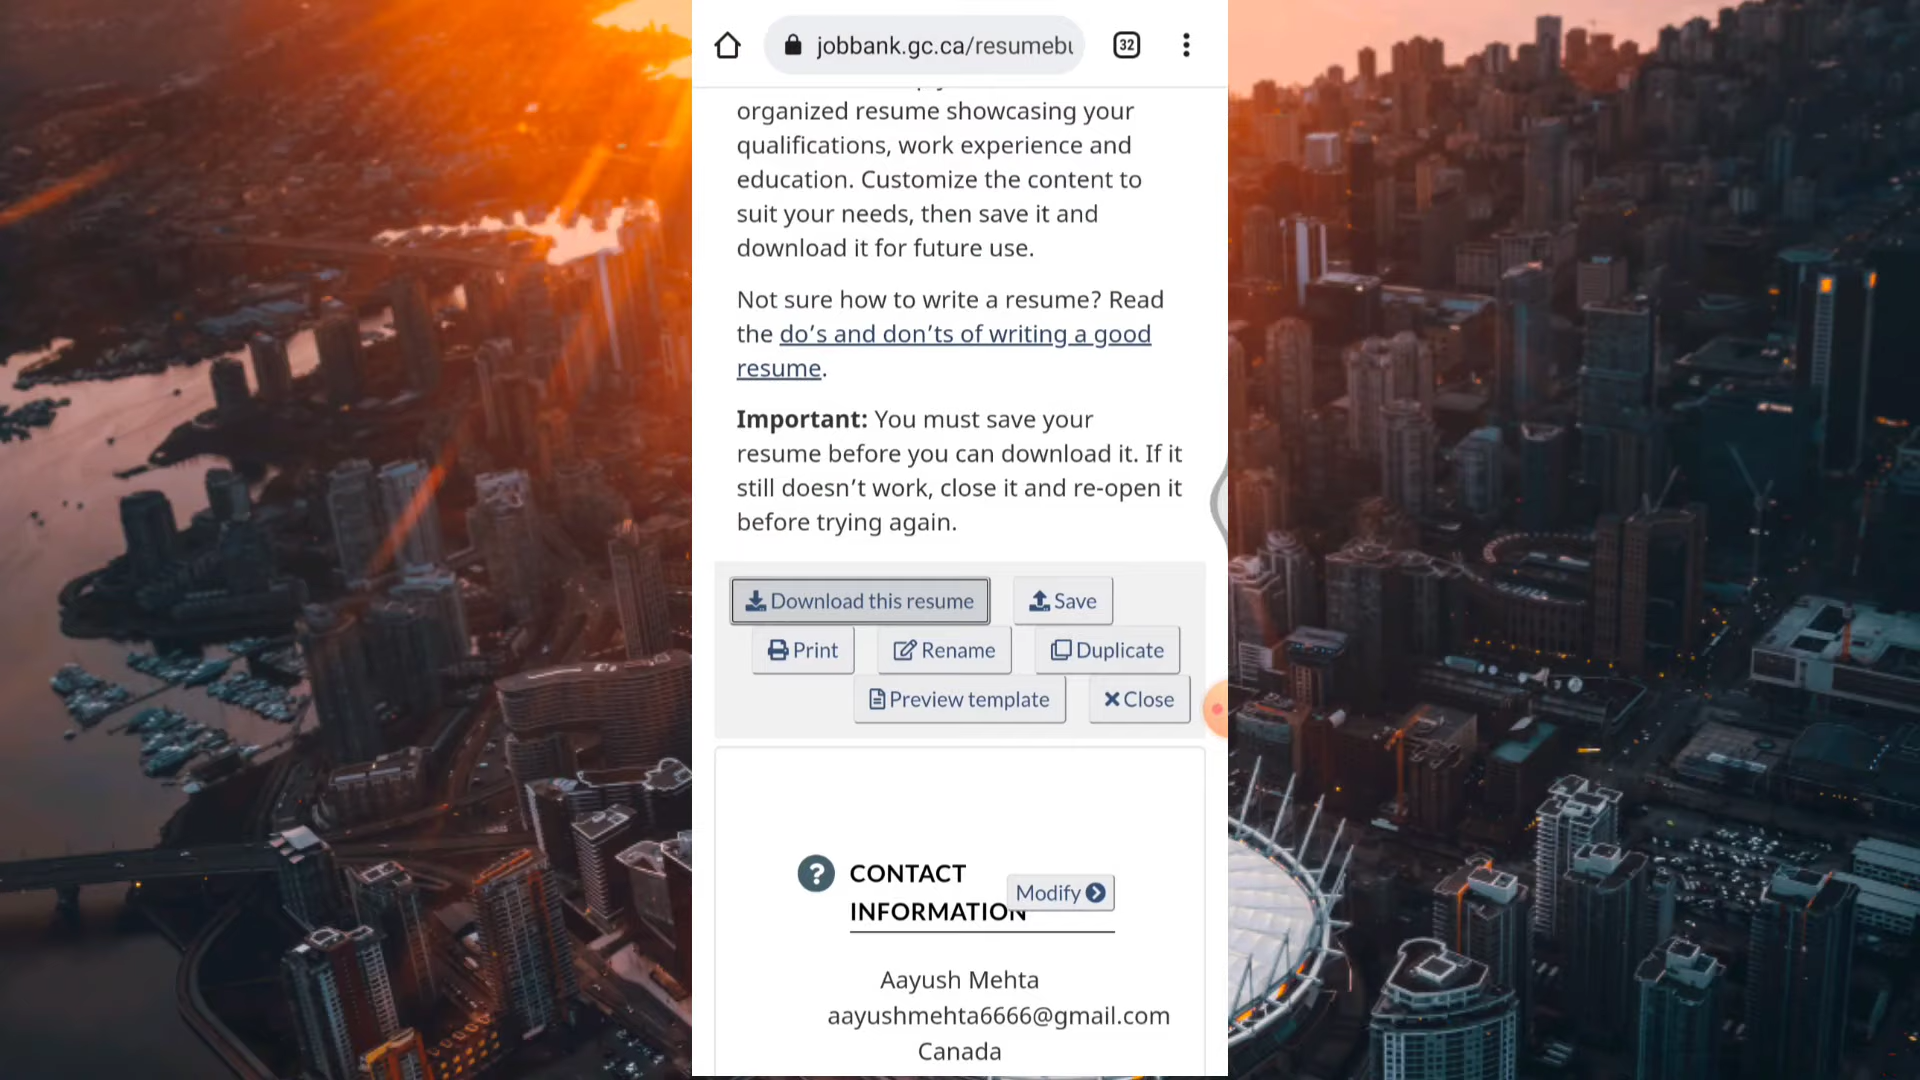 jobbank.gc.ca/resumebu
32
organized resume showcasing your
qualifications, work experience and
education. Customize the content to
suit your needs, then save it and
download it for future use.
Not sure how to write a resume? Read
the do’s and don’ts of writing a good
resume.
Important: You must save your
resume before you can download it. If it
still doesn’t work, close it and re-open it
before trying again.
Download this resume Save
Print Rename Duplicate
Preview template Close
? CONTACT
INFORMATION
Modify
Aayush Mehta
aayushmehta6666@gmail.com
Canada